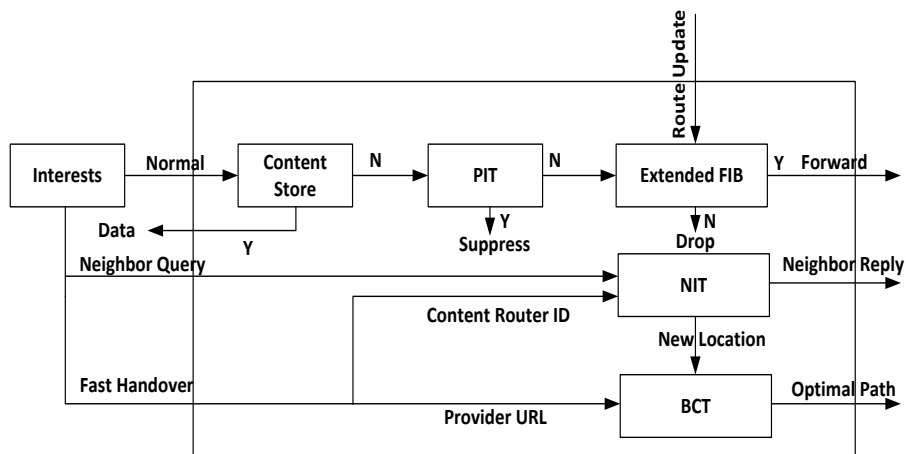 Route Update
Interests
Normal
Content
Store
N
PIT
N
Extended FIB
Y
Forward
Data
Y
Y
Suppress
N
Drop
Neighbor Query
NIT
Neighbor Reply
Content Router ID
New Location
Fast Handover
Provider URL
BCT
Optimal Path